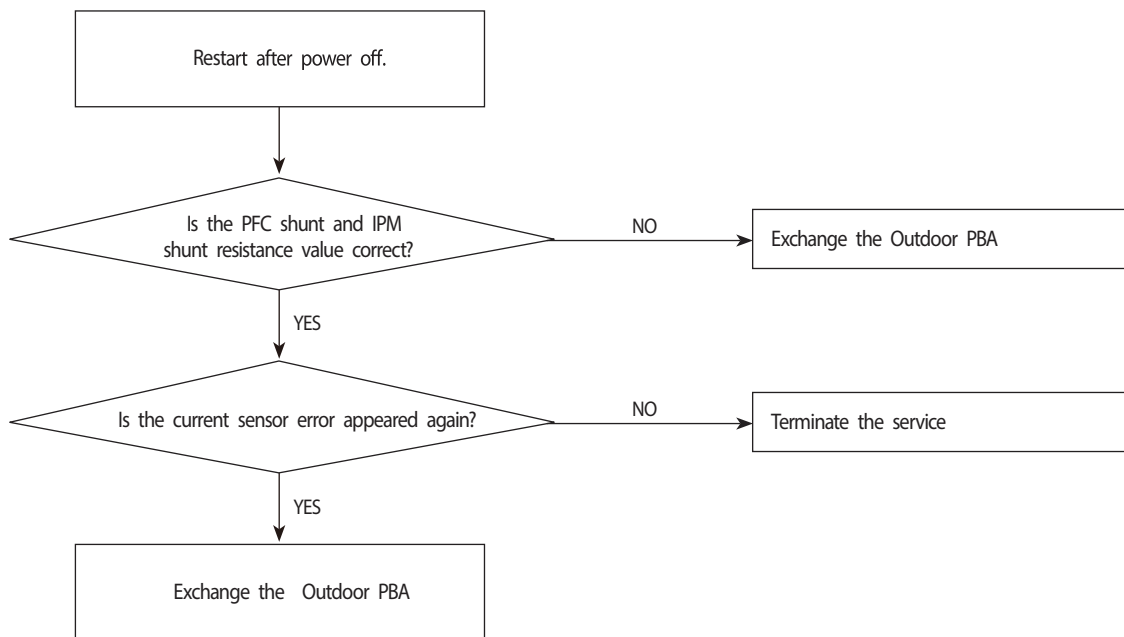 Restart after power off.
Is the PFC shunt and IPM
shunt resistance value correct?
NO
Exchange the Outdoor PBA
YES
Is the current sensor error appeared again?
NO
Terminate the service
YES
Exchange the Outdoor PBA